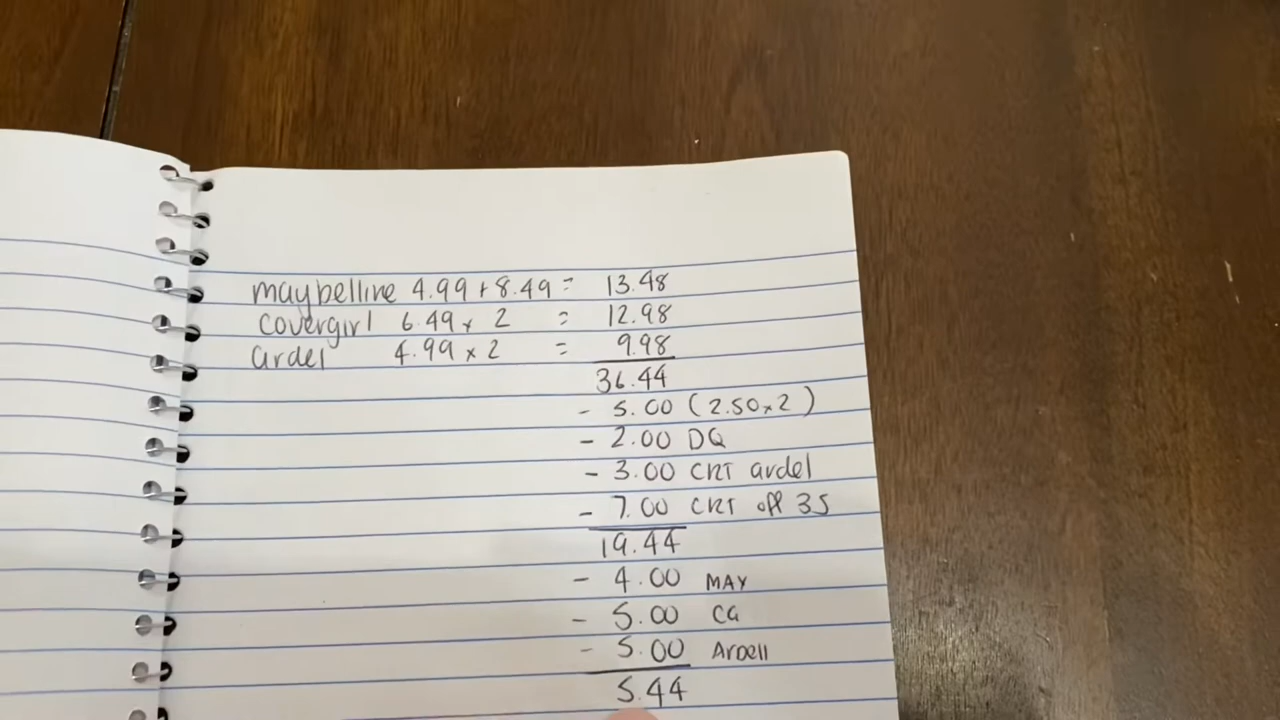 maybelline 4.99 + 8.49 = 13.48
covergirl 6.49 x 2 = 12.98
ardel 4.99 x 2 = 9.98
36.44
- 5.00 (2.50 x 2)
- 2.00 DQ
- 3.00 CRT ardel
- 7.00 CRT off 35
19.44
- 4.00 MAY
- 5.00 CG
- 5.00 Ardell
5.44